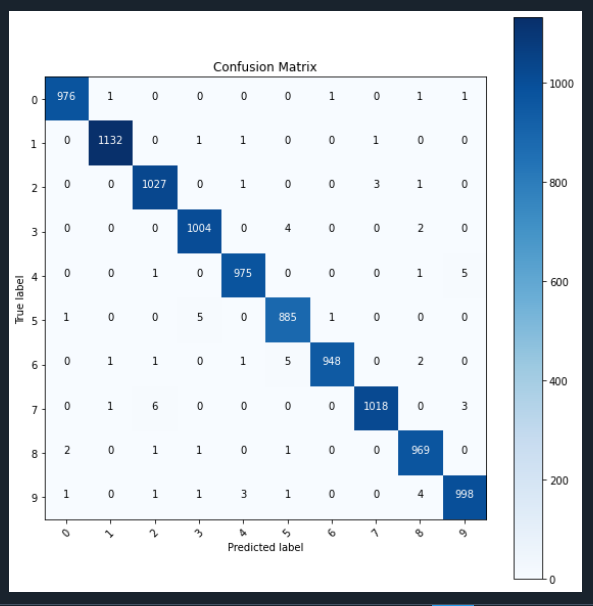 Confusion Matrix
0 976 1 0 0 0 0 1 0 1 1
1 0 1132 0 1 1 0 0 1 0 0
2 0 0 1027 0 1 0 0 3 1 0
3 0 0 0 1004 0 4 0 0 2 0
4 0 0 1 0 975 0 0 0 1 5
5 1 0 0 5 0 885 1 0 0 0
6 0 1 1 0 1 5 948 0 2 0
7 0 1 6 0 0 0 0 1018 0 3
8 2 0 1 1 0 1 0 0 969 0
9 1 0 1 1 3 1 0 0 4 998
0 1 2 3 4 5 6 7 8 9
Predicted label
True label
1000
800
600
400
200
0